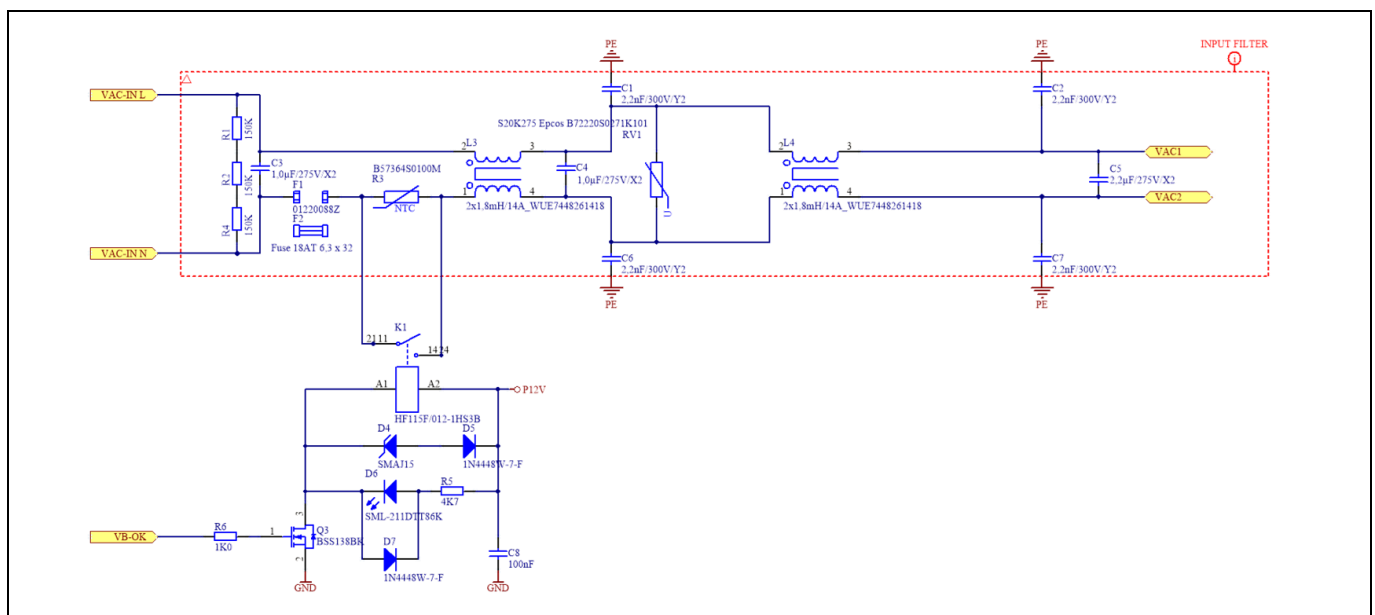 PE
PE
INPUT FILTER
i
VAC-IN L
C1
2,2nF/300V/Y2
C2
2,2nF/300V/Y2
S20K275 Epcos B72220S0271K101
RV1
R1
150K
2
L3
3
2
L4
3
VAC1
C3
1,0µF/275V/X2
B57364S0100M
R3
NTC
C4
1,0µF/275V/X2
C5
2,2µF/275V/X2
R2
150K
F1
01220088Z
1
4
U
1
4
VAC2
2x1,8mH/14A_WUE7448261418
2x1,8mH/14A_WUE7448261418
R4
150K
F2
Fuse 18AT 6,3 x 32
VAC-IN N
C6
2,2nF/300V/Y2
C7
2,2nF/300V/Y2
PE
PE
K1
2111
1424
A1
A2
P12V
HF115F/012-1HS3B
D4
SMAJ15
D5
1N4448W-7-F
D6
SML-211DTT86K
R5
4K7
VB-OK
R6
1K0
3
1
Q3
BSS138BK
2
D7
1N4448W-7-F
C8
100nF
GND
GND